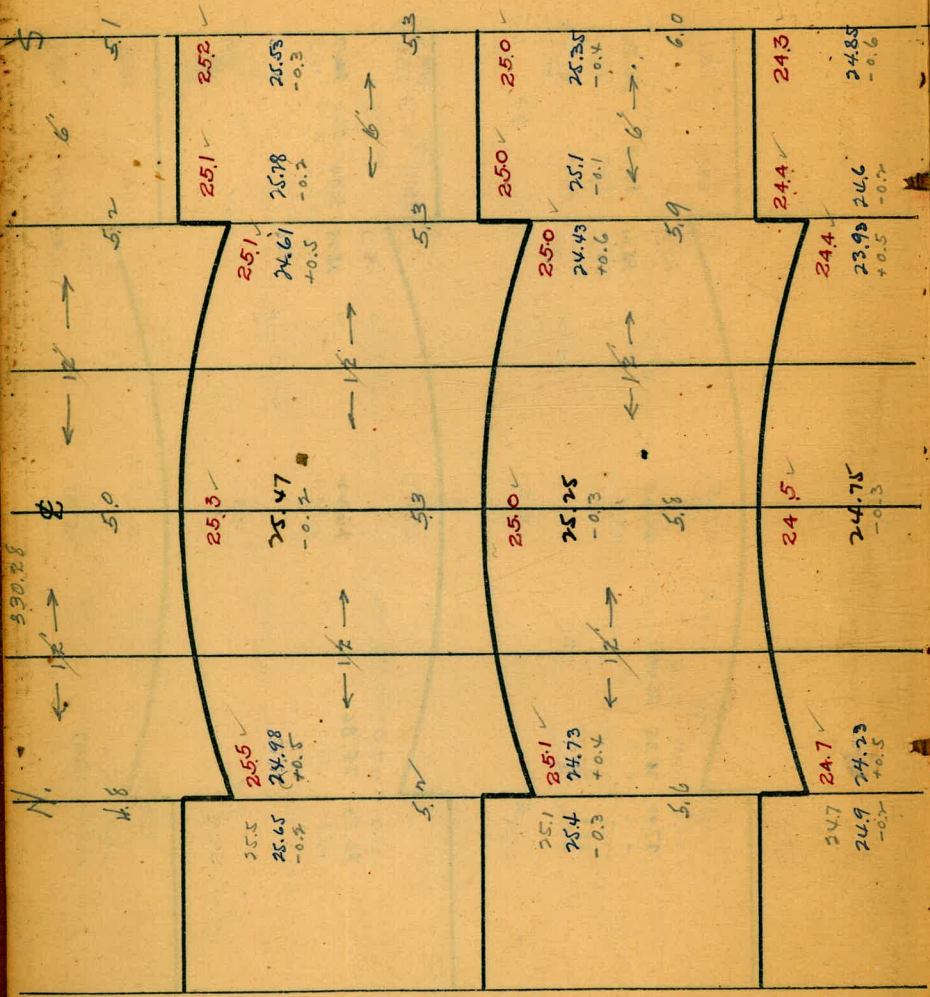 330.28
N. ℄ S
← 12' → ← 12' → 6'
4.8 5.0 5.2 5.1
25.3 ✓ 25.1 ✓ 25.2 ✓
25.5 25.5 ✓ 25.1 ✓
25.65 24.98 25.47 24.61 25.28 25.53
-0.2 +0.5 -0.2 +0.5 -0.2 -0.3
← 12' → ← 12' → ← 6' →
5.2 5.3 5.3 5.3
25.0 ✓ 25.0 ✓ 25.0 ✓
25.1 25.1 ✓ 25.0 ✓
25.4 24.73 25.25 24.43 25.1 25.35
-0.3 +0.4 -0.3 +0.6 -0.1 -0.4
← 12' → ← 12' → ← 6' →
5.6 5.8 5.9 6.0
24.5 ✓ 24.4 ✓ 24.3 ✓
24.7 24.7 ✓ 24.4 ✓
24.9 24.23 24.75 23.93 24.6 24.85
-0.2 +0.5 -0.3 +0.5 -0.2 -0.6